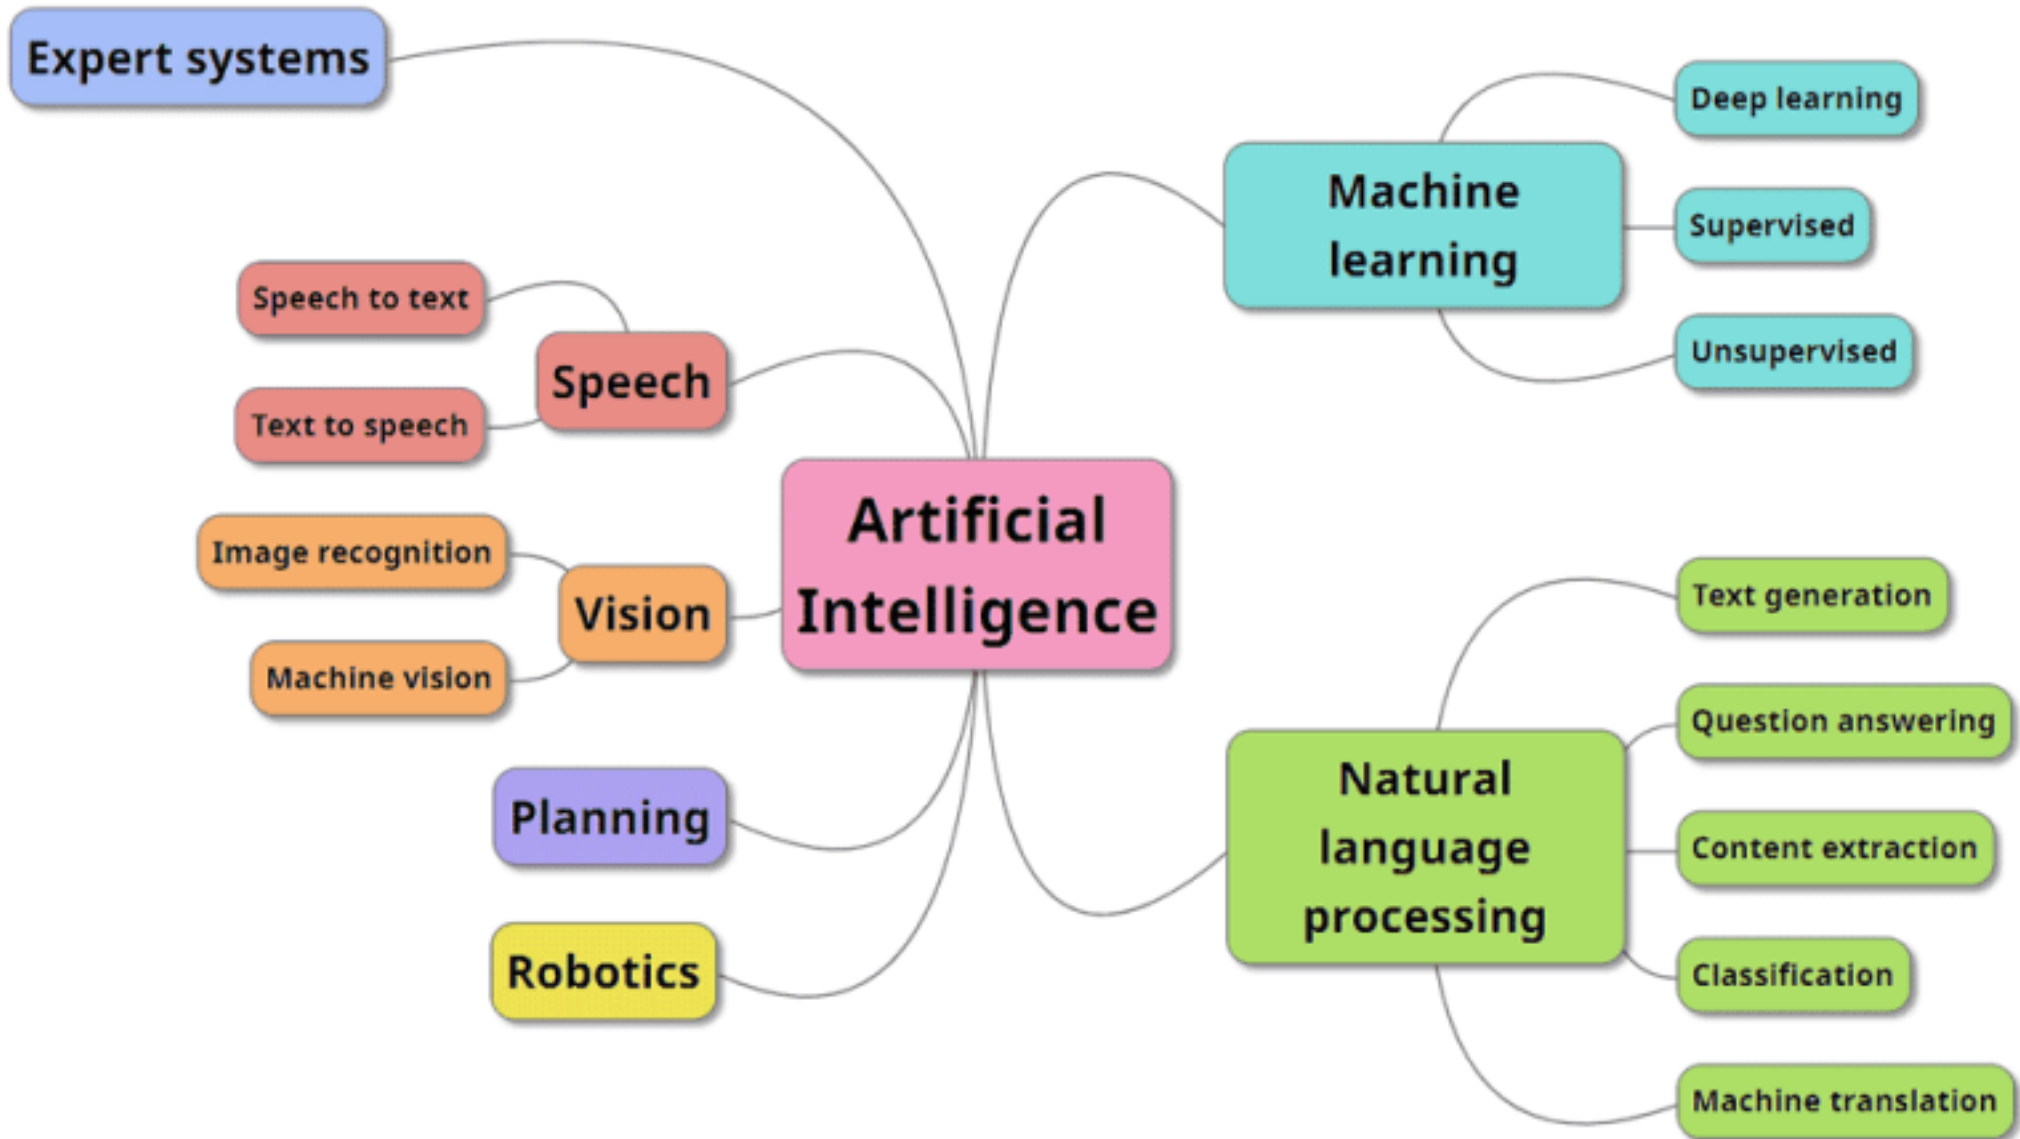 Expert systems
Speech to text
Speech
Text to speech
Image recognition
Vision
Machine vision
Planning
Robotics
Artificial
Intelligence
Machine
learning
Deep learning
Supervised
Unsupervised
Natural
language
processing
Text generation
Question answering
Content extraction
Classification
Machine translation